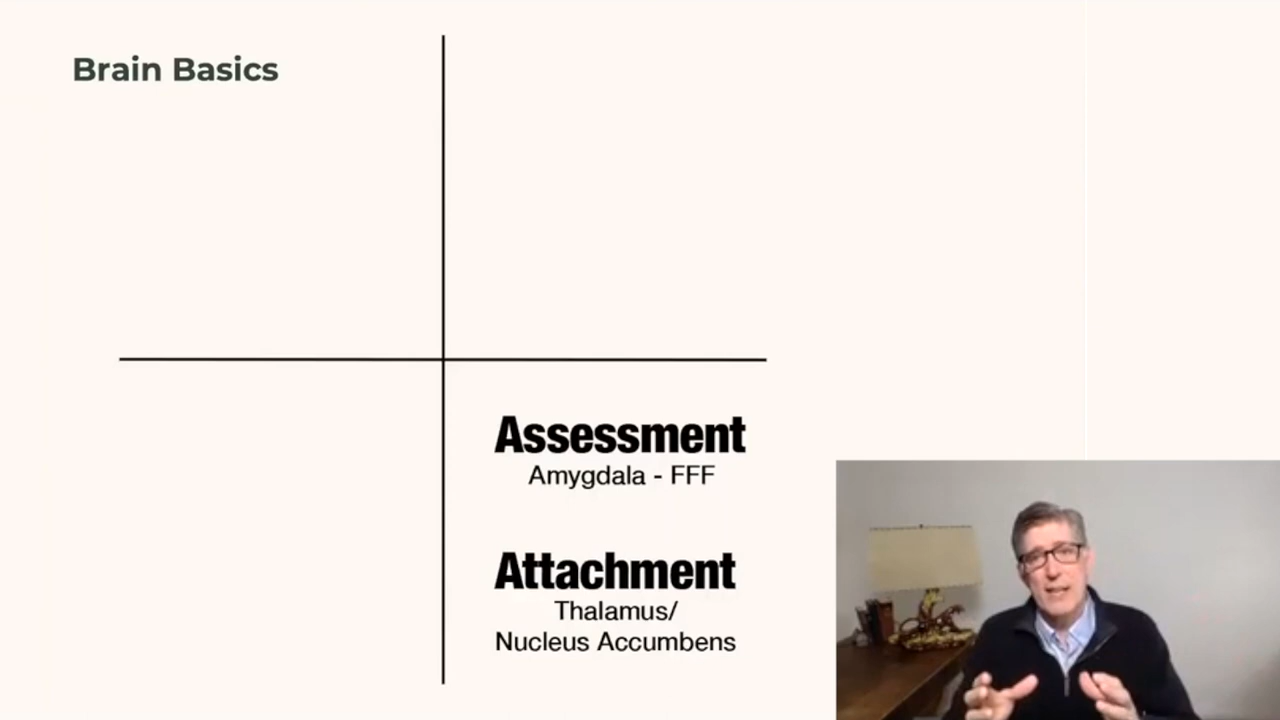 Brain Basics
Assessment
Amygdala - FFF
Attachment
Thalamus/
Nucleus Accumbens